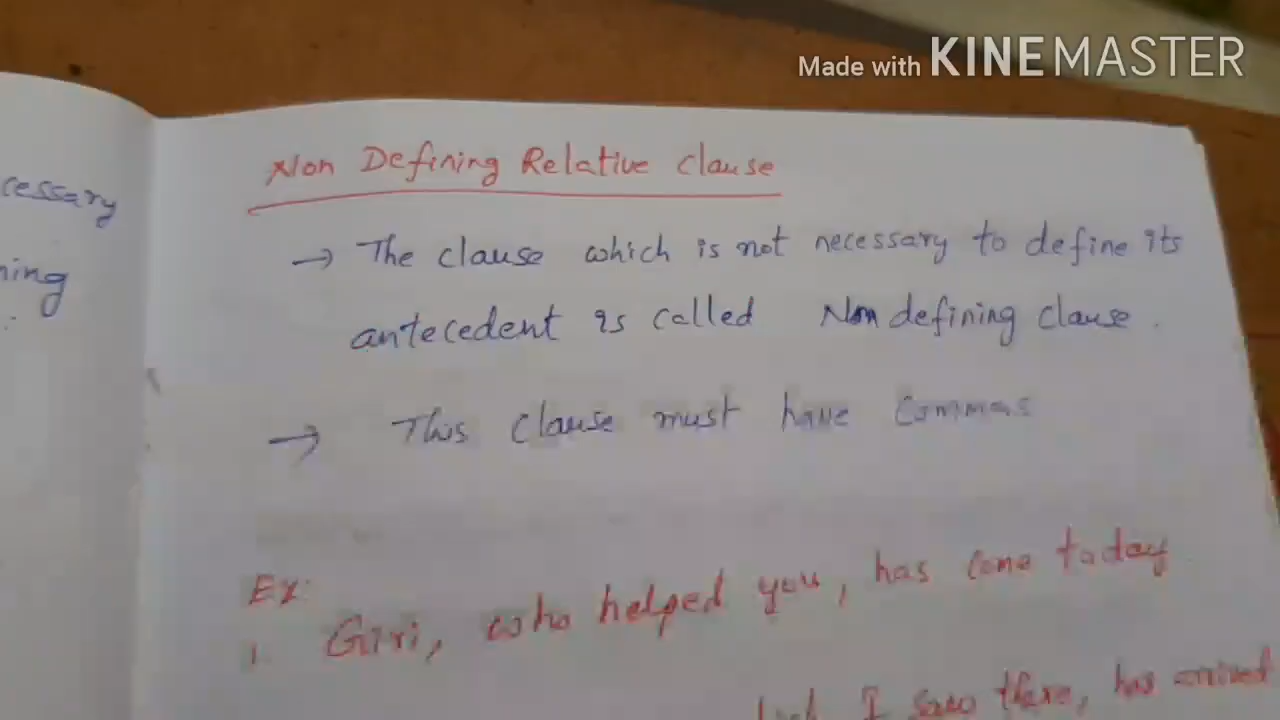 Made with KINEMASTER
cessary
ning
Non Defining Relative Clause
→ The clause which is not necessary to define its
antecedent is called Non defining clause.
→ This clause must have commas
Ex:
1. Giri, who helped you, has come today
I saw there, has arrived